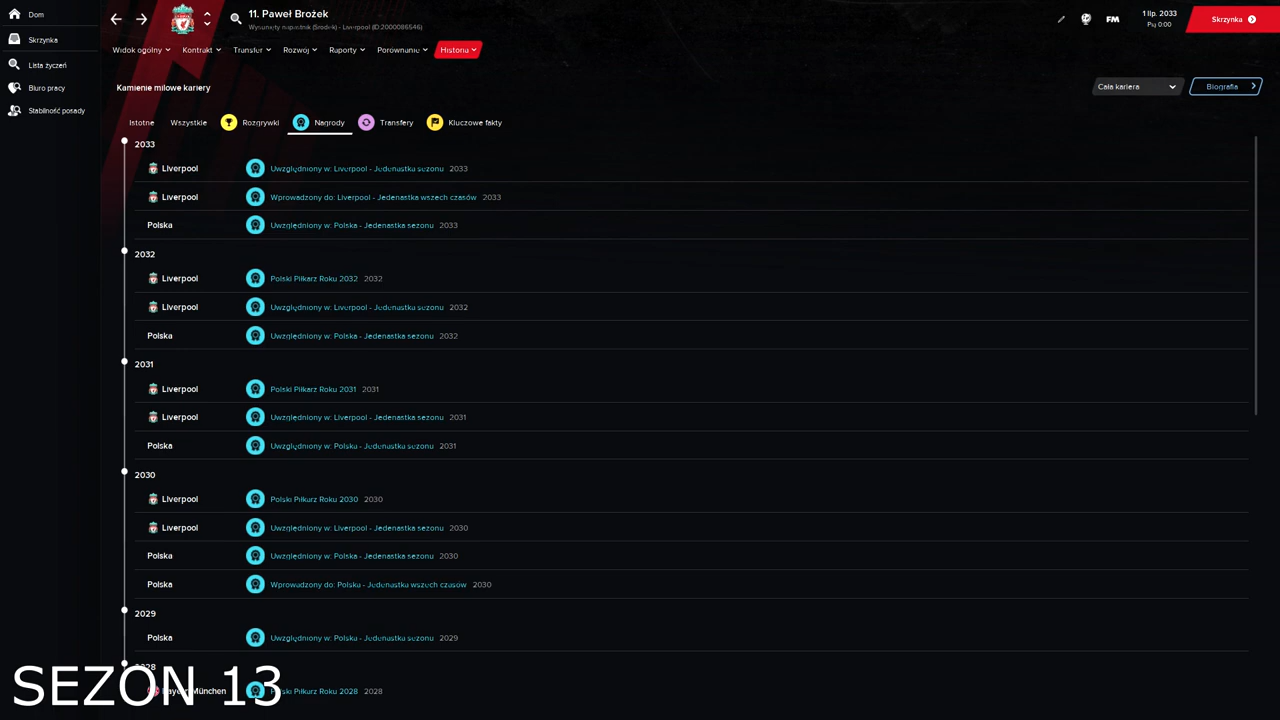 Dom
Skrzynka
Lista życzeń
Biuro pracy
Stabilność posady
11. Paweł Brożek
Wysunięty napastnik (Środek) - Liverpool (ID:2000086546)
1 lip. 2033
Pią 0:00
FM
Skrzynka
Widok ogólny
Kontrakt
Transfer
Rozwój
Raporty
Porównanie
Historia
Kamienie milowe kariery
Cała kariera
Biografia
Istotne
Wszystkie
Rozgrywki
Nagrody
Transfery
Kluczowe fakty
2033
Liverpool Uwzględniony w: Liverpool - Jedenastka sezonu 2033
Liverpool Wprowadzony do: Liverpool - Jedenastka wszech czasów 2033
Polska Uwzględniony w: Polska - Jedenastka sezonu 2033
2032
Liverpool Polski Piłkarz Roku 2032 2032
Liverpool Uwzględniony w: Liverpool - Jedenastka sezonu 2032
Polska Uwzględniony w: Polska - Jedenastka sezonu 2032
2031
Liverpool Polski Piłkarz Roku 2031 2031
Liverpool Uwzględniony w: Liverpool - Jedenastka sezonu 2031
Polska Uwzględniony w: Polska - Jedenastka sezonu 2031
2030
Liverpool Polski Piłkarz Roku 2030 2030
Liverpool Uwzględniony w: Liverpool - Jedenastka sezonu 2030
Polska Uwzględniony w: Polska - Jedenastka sezonu 2030
Polska Wprowadzony do: Polska - Jedenastka wszech czasów 2030
2029
Polska Uwzględniony w: Polska - Jedenastka sezonu 2029
2028
Bayern München Polski Piłkarz Roku 2028 2028
SEZON 13